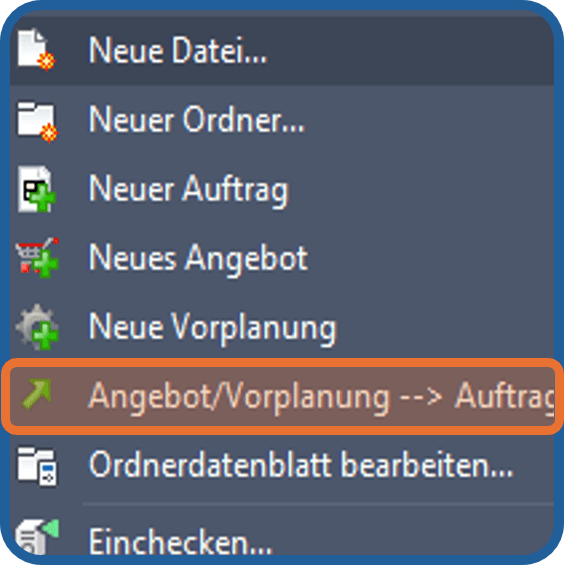 Neue Datei...
Neuer Ordner...
Neuer Auftrag
Neues Angebot
Neue Vorplanung
Angebot/Vorplanung --> Auftrag
Ordnerdatenblatt bearbeiten...
Einchecken...